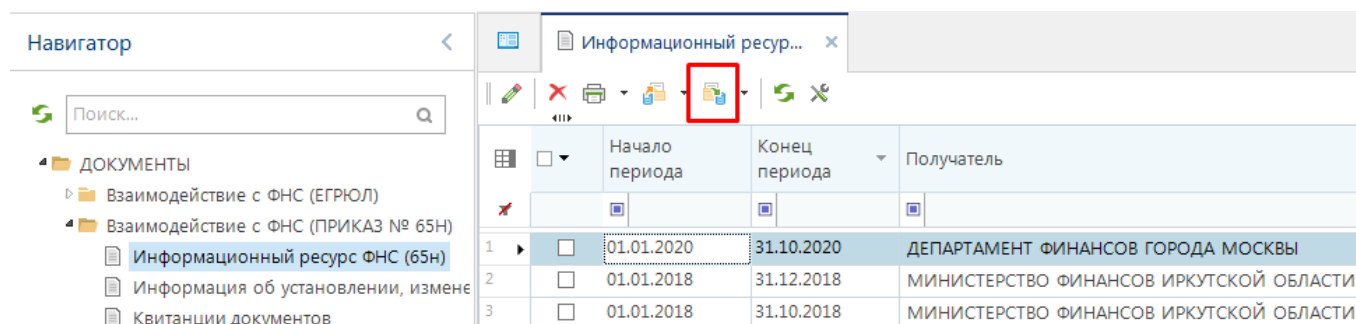 Навигатор
Информационный ресур...
Поиск...
ДОКУМЕНТЫ
Взаимодействие с ФНС (ЕГРЮЛ)
Взаимодействие с ФНС (ПРИКАЗ № 65Н)
Информационный ресурс ФНС (65н)
Информация об установлении, измене
Квитанции документов
Начало периода
Конец периода
Получатель
1 01.01.2020 31.10.2020 ДЕПАРТАМЕНТ ФИНАНСОВ ГОРОДА МОСКВЫ
2 01.01.2018 31.12.2018 МИНИСТЕРСТВО ФИНАНСОВ ИРКУТСКОЙ ОБЛАСТИ
3 01.01.2018 31.10.2018 МИНИСТЕРСТВО ФИНАНСОВ ИРКУТСКОЙ ОБЛАСТИ